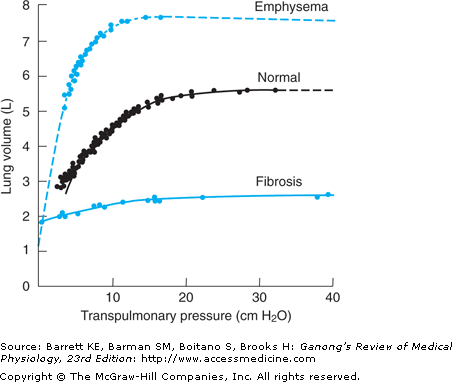 8
7
6
5
4
3
2
1
0
Lung volume (L)
Emphysema
Normal
Fibrosis
10
20
30
40
Transpulmonary pressure (cm H2O)
Source: Barrett KE, Barman SM, Boitano S, Brooks H: Ganong's Review of Medical
Physiology, 23rd Edition: http://www.accessmedicine.com
Copyright © The McGraw-Hill Companies, Inc. All rights reserved.